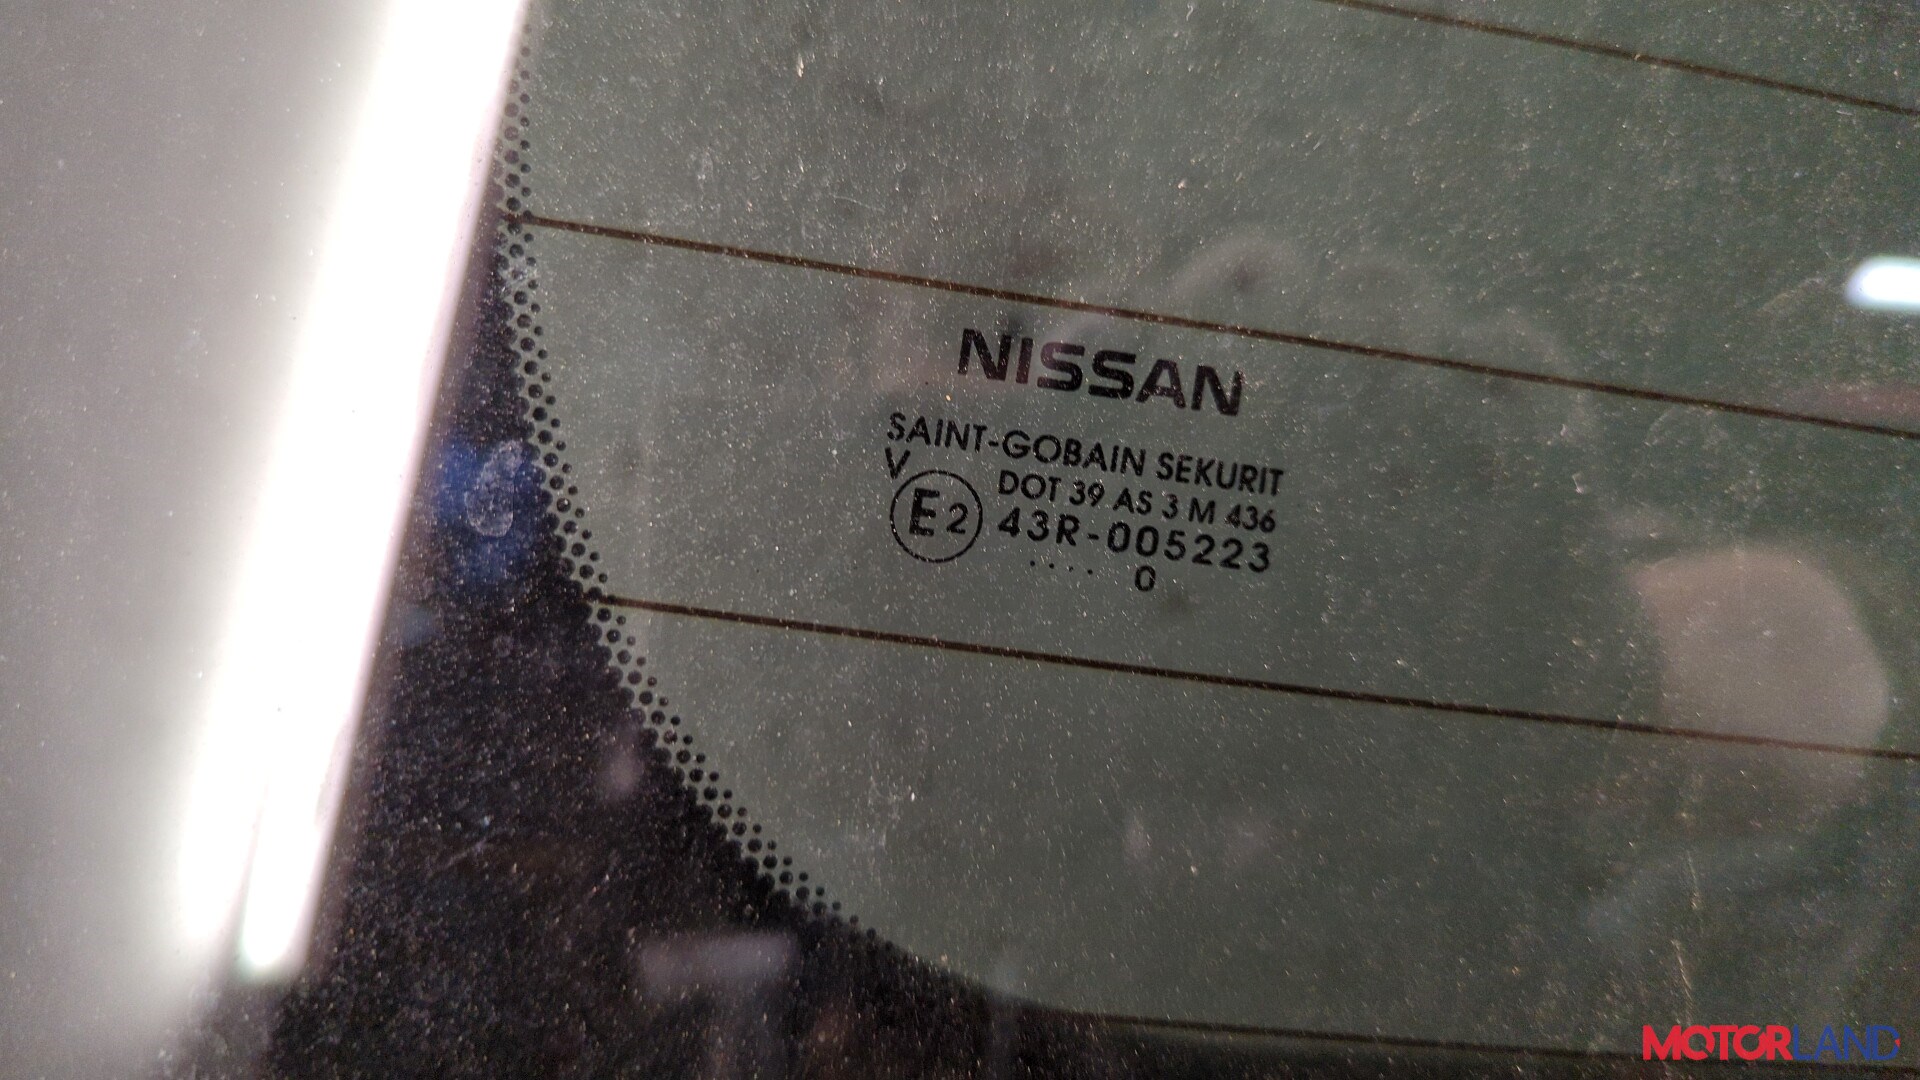 NISSAN
SAINT-GOBAIN SEKURIT
V
DOT 39 AS 3 M 436
E2 43R-005223
.... 0
MOTORLAND